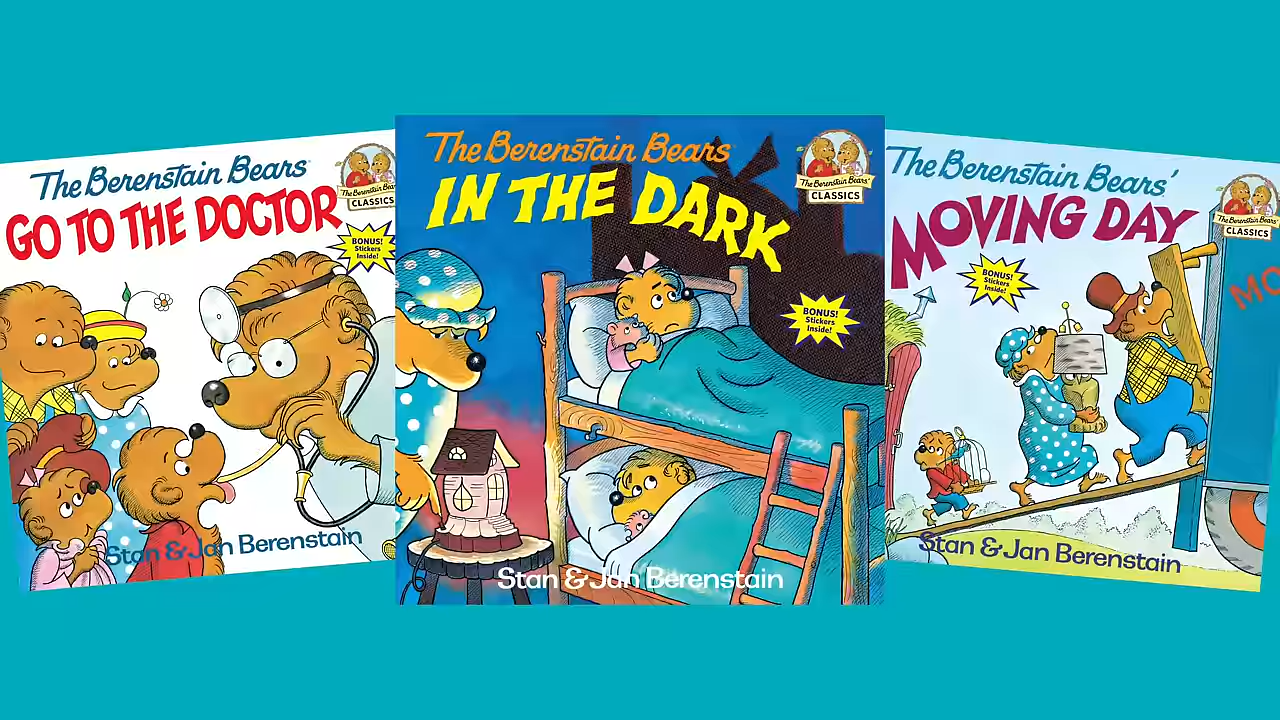 The Berenstain Bears
GO TO THE DOCTOR
The Berenstain Bears
CLASSICS
BONUS!
Stickers
Inside!
Stan & Jan Berenstain
The Berenstain Bears
IN THE DARK
The Berenstain Bears'
CLASSICS
BONUS!
Stickers
Inside!
Stan & Jan Berenstain
The Berenstain Bears'
MOVING DAY
The Berenstain Bears'
CLASSICS
BONUS!
Stickers
Inside!
MO
Stan & Jan Berenstain